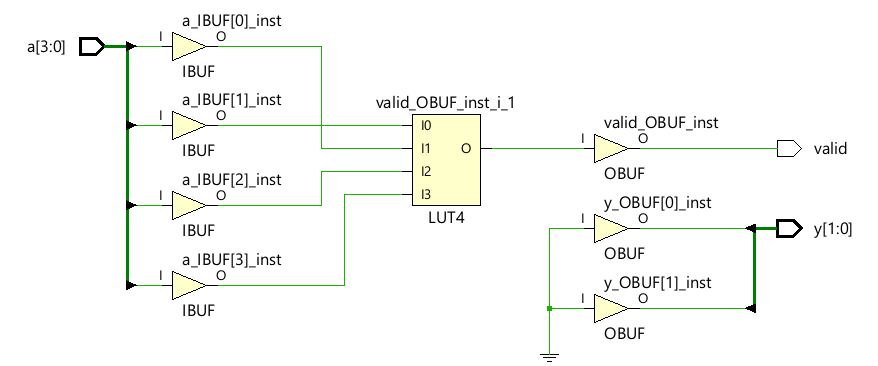 a_IBUF[0]_inst
a[3:0]
I
O
IBUF
a_IBUF[1]_inst
I
O
IBUF
a_IBUF[2]_inst
I
O
IBUF
a_IBUF[3]_inst
I
O
IBUF
valid_OBUF_inst_i_1
I0
I1
O
I2
I3
LUT4
valid_OBUF_inst
I
O
valid
OBUF
y_OBUF[0]_inst
I
O
y[1:0]
OBUF
y_OBUF[1]_inst
I
O
OBUF